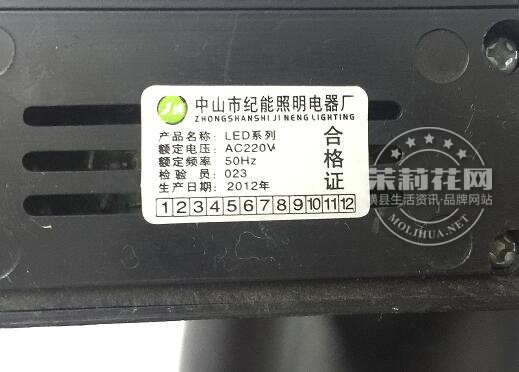 JN 中山市纪能照明电器厂
ZHONGSHANSHI JI NENG LIGHTING
产品名称: LED系列
额定电压: AC220V
额定频率: 50Hz
检验员: 023
生产日期: 2012年
合格证
1 2 3 4 5 6 7 8 9 10 11 12
茉莉花网
横县生活资讯·品牌网站
MOLIHUA.NET